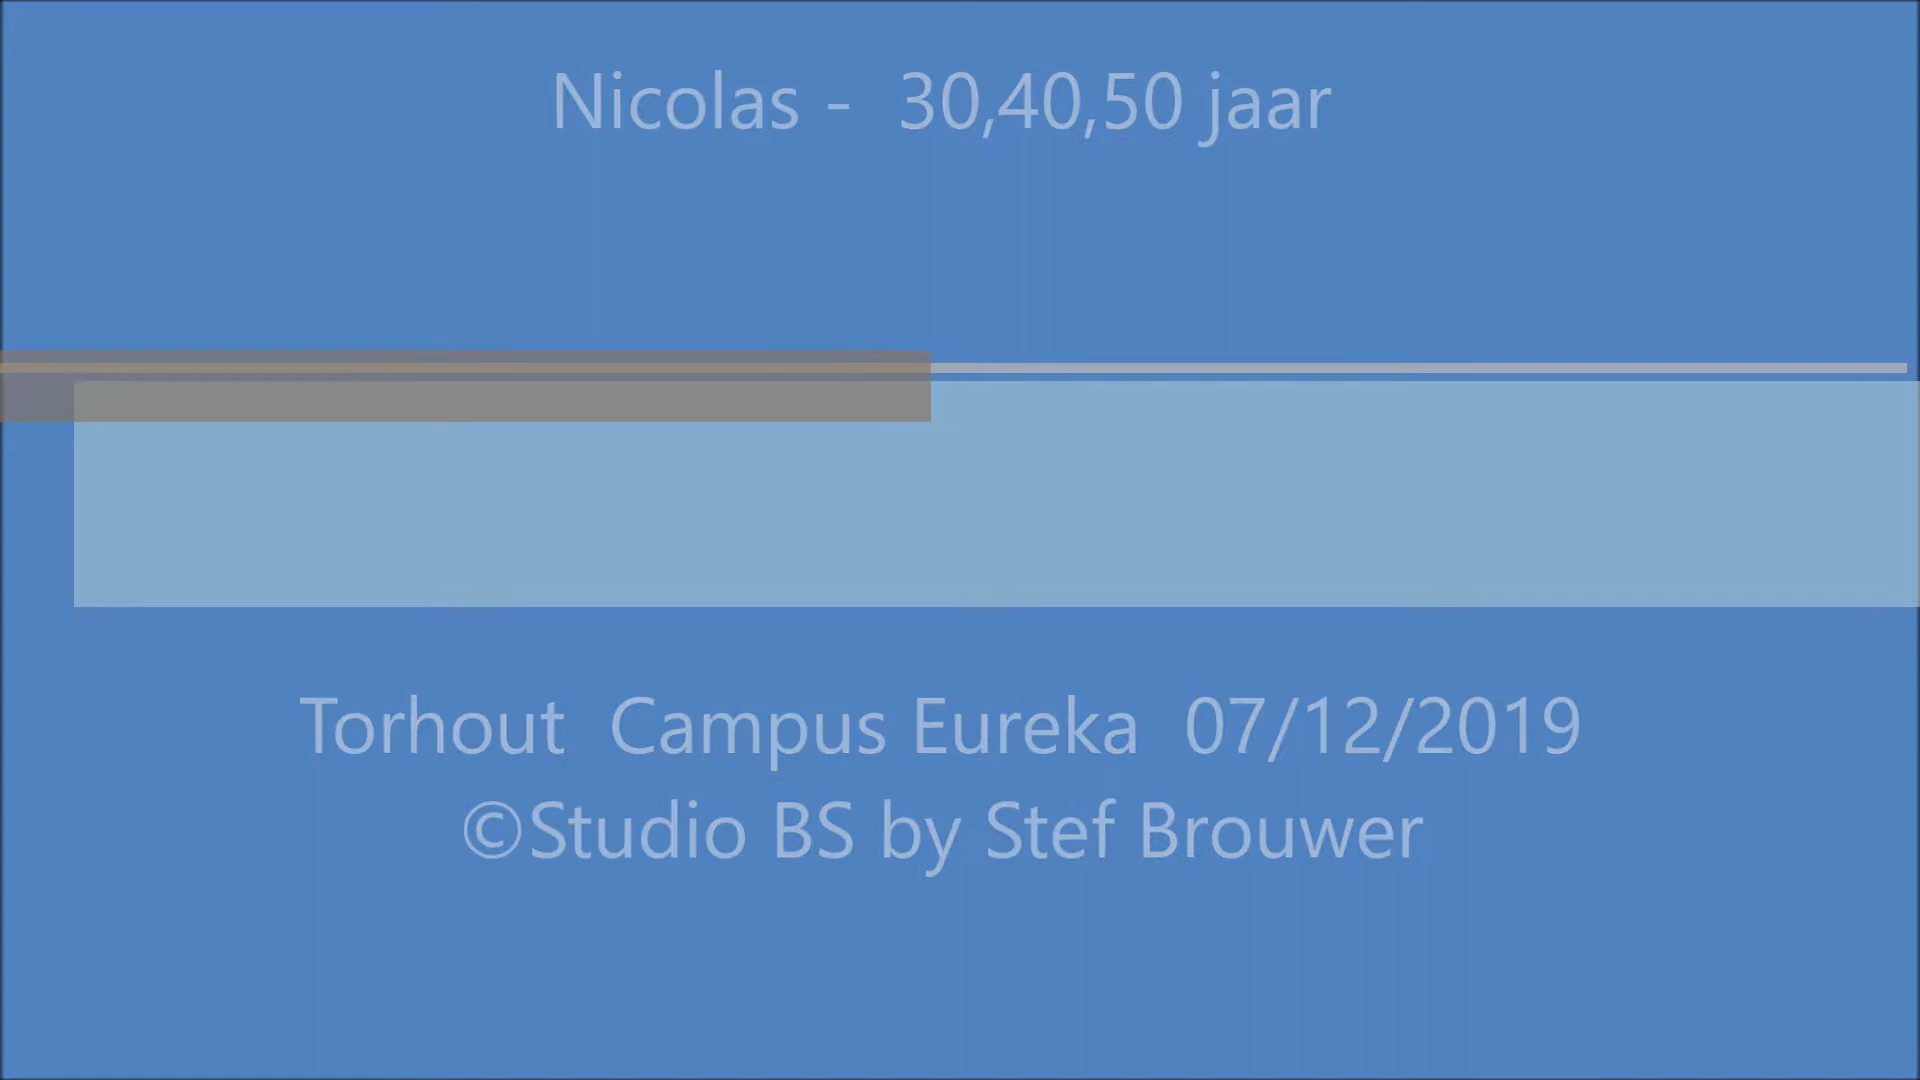 Nicolas - 30,40,50 jaar
Torhout Campus Eureka 07/12/2019
©Studio BS by Stef Brouwer